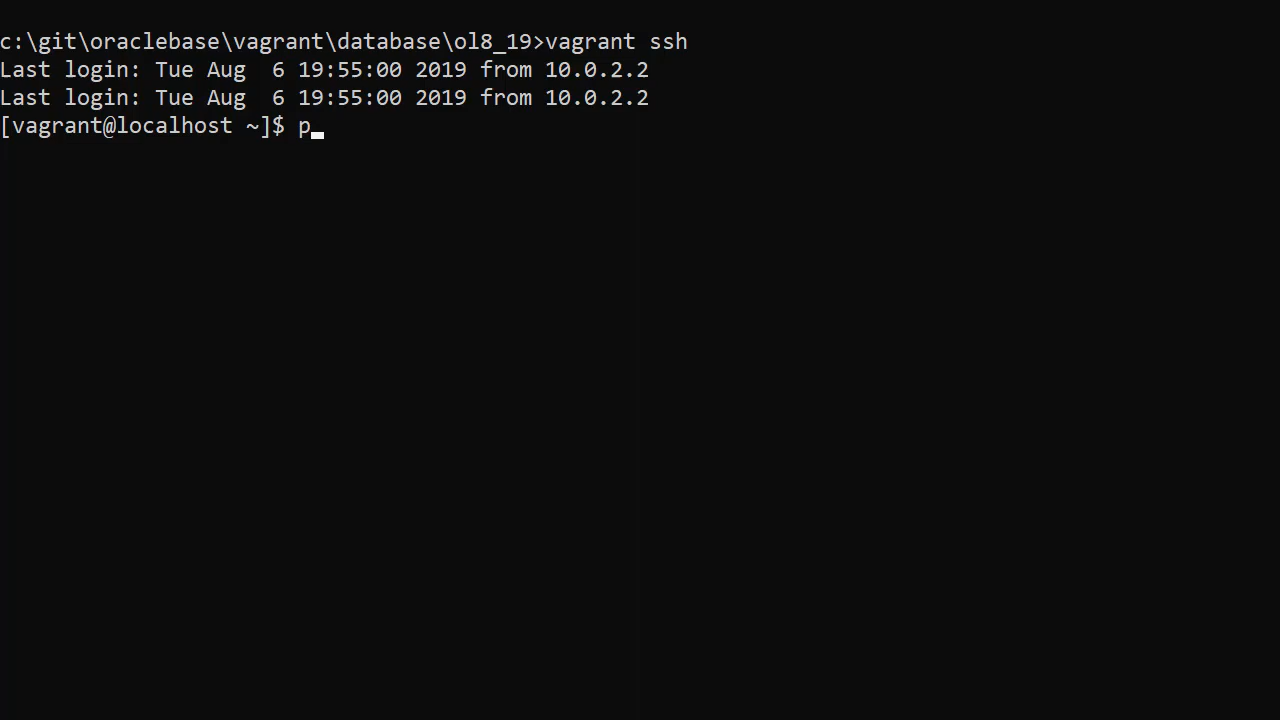 c:\git\oraclebase\vagrant\database\ol8_19>vagrant ssh
Last login: Tue Aug  6 19:55:00 2019 from 10.0.2.2
Last login: Tue Aug  6 19:55:00 2019 from 10.0.2.2
[vagrant@localhost ~]$ p